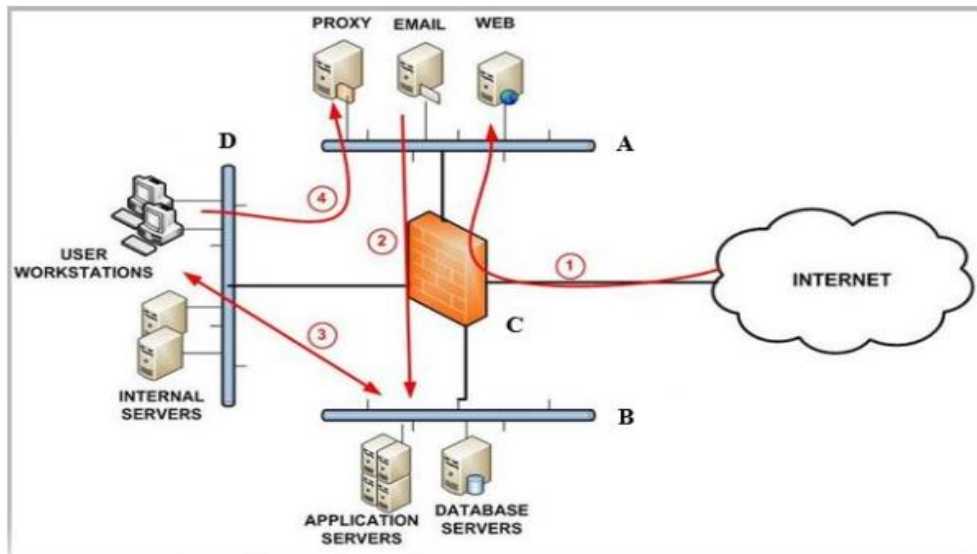 PROXY
EMAIL
WEB
D
A
4
2
1
USER
WORKSTATIONS
INTERNET
C
3
INTERNAL
SERVERS
B
APPLICATION
SERVERS
DATABASE
SERVERS